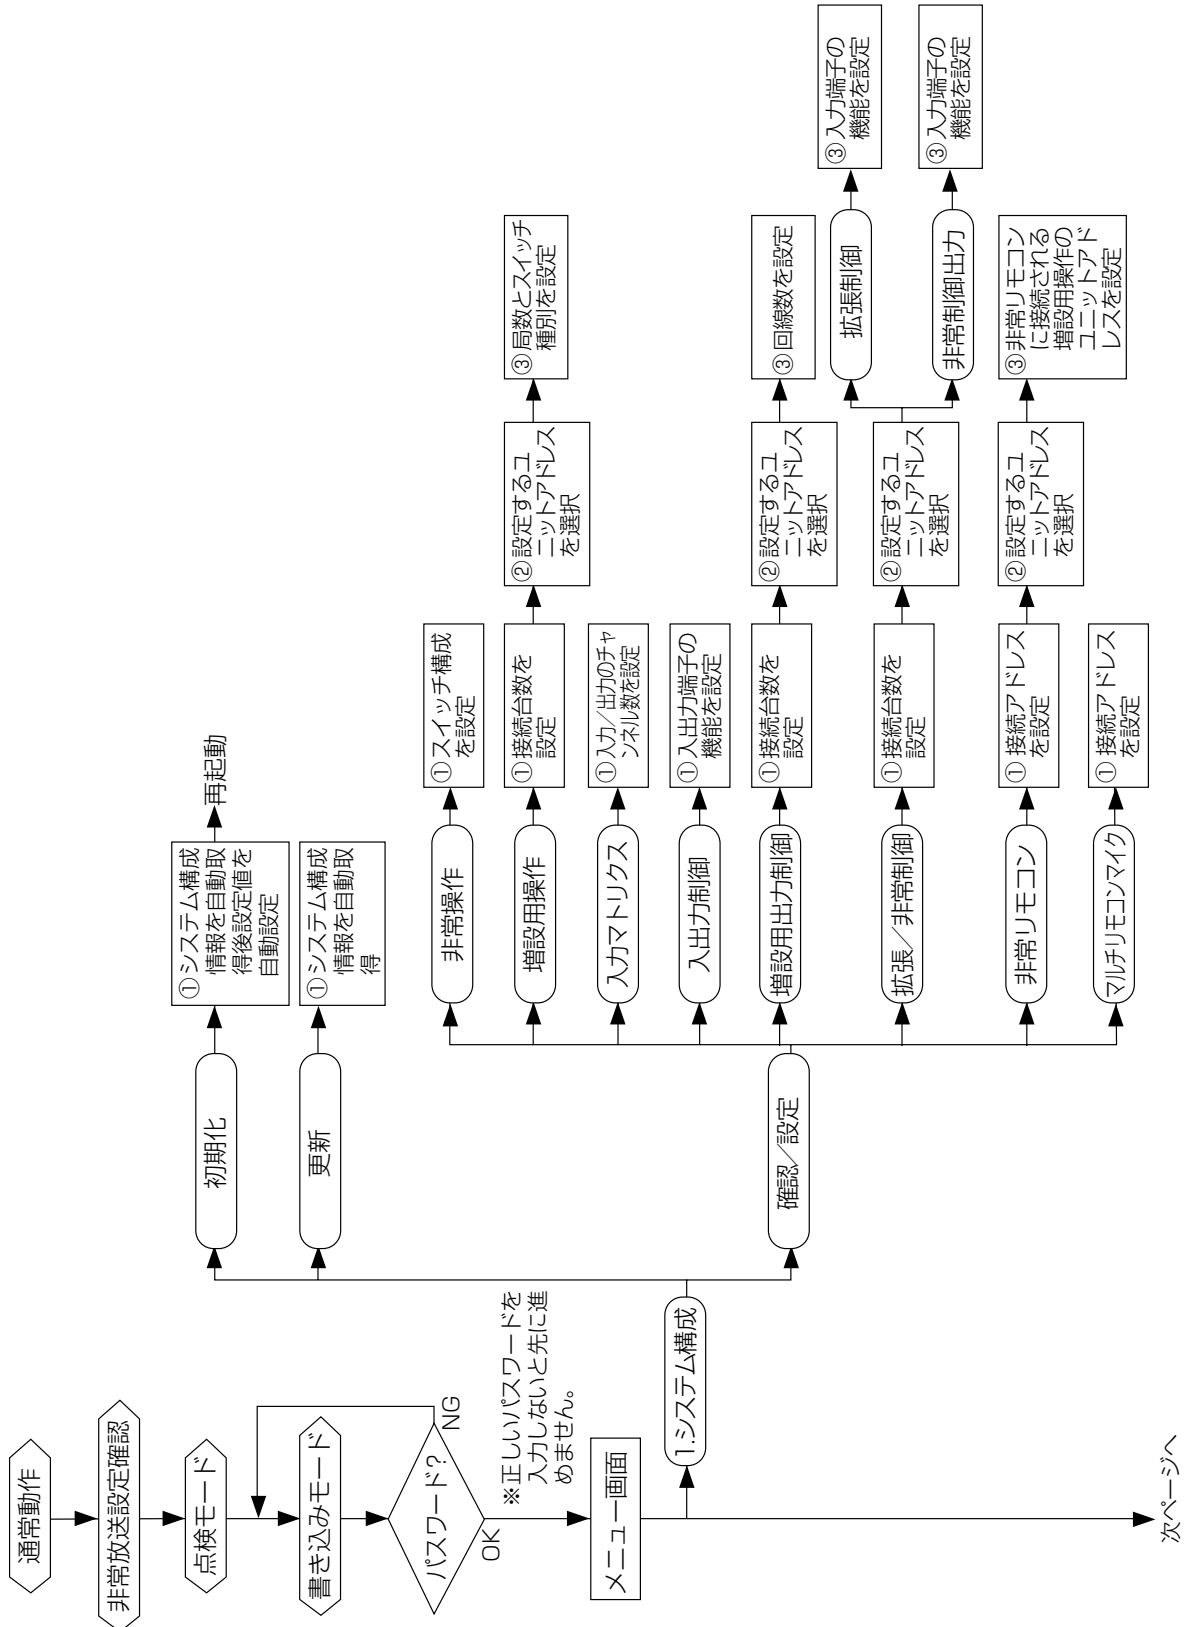 通常動作
非常放送設定確認
点検モード
書き込みモード
パスワード?
NG
OK
※正しいパスワードを
入力しないと先に進
めません。
メニュー画面
次ページへ
1.システム構成
初期化
①システム構成
情報を自動取
得後設定値を
自動設定
再起動
更新
①システム構成
情報を自動取
得
確認／設定
非常操作
①スイッチ構成
を設定
増設用操作
①接続台数を
設定
②設定するユ
ニットアドレス
を選択
③局数とスイッチ
種別を設定
入力マトリクス
①入力／出力のチャ
ンネル数を設定
入出力制御
①入出力端子の
機能を設定
増設用出力制御
①接続台数を
設定
②設定するユ
ニットアドレス
を選択
③回線数を設定
拡張／非常制御
①接続台数を
設定
②設定するユ
ニットアドレス
を選択
拡張制御
③入力端子の
機能を設定
非常制御出力
③入力端子の
機能を設定
非常リモコン
①接続アドレス
を設定
②設定するユ
ニットアドレス
を選択
③非常リモコン
に接続される
増設用操作の
ユニットアド
レスを設定
マルチリモコンマイク
①接続アドレス
を設定